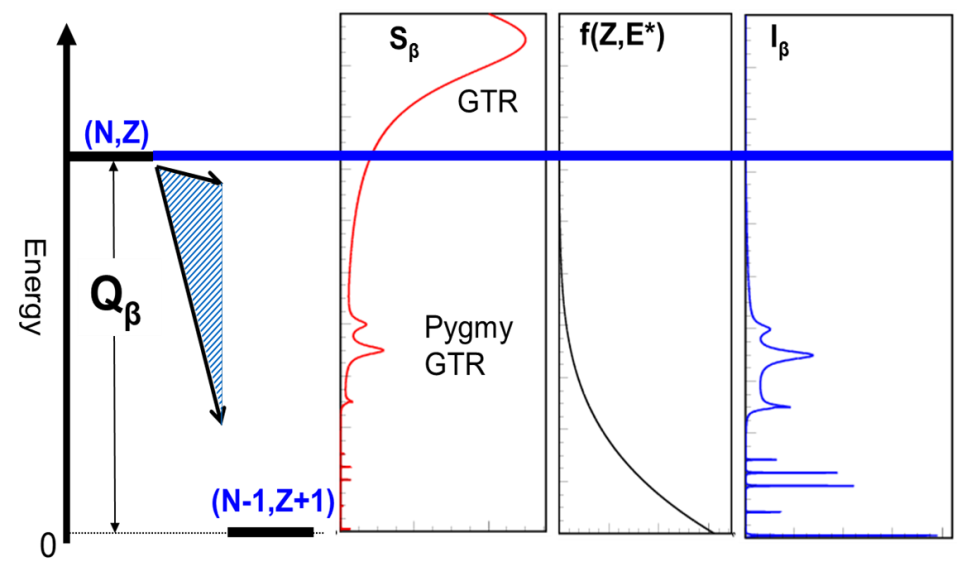 (N,Z)
Energy
Qβ
(N-1,Z+1)
0
Sβ
GTR
Pygmy
GTR
f(Z,E*)
Iβ